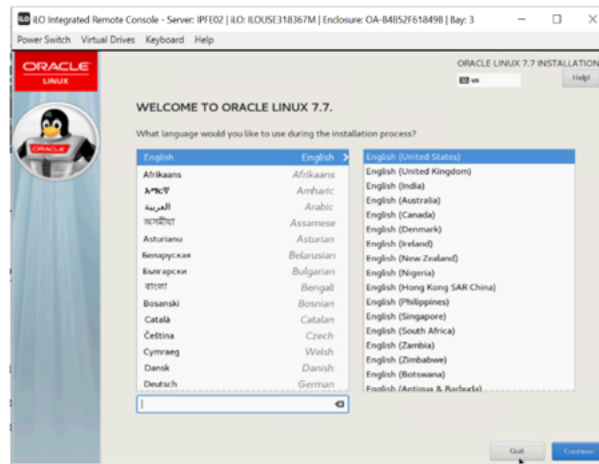 iLO Integrated Remote Console - Server: IPFE02 | iLO: ILOUSE318367M | Enclosure: OA-B4B52F61849B | Bay: 3
Power Switch Virtual Drives Keyboard Help
ORACLE
LINUX
ORACLE LINUX 7.7 INSTALLATION
us
Help!
WELCOME TO ORACLE LINUX 7.7.
What language would you like to use during the installation process?
English English
Afrikaans Afrikaans
አማርኛ Amharic
العربية Arabic
অসমীয়া Assamese
Asturianu Asturian
Беларуская Belarusian
Български Bulgarian
বাংলা Bengali
Bosanski Bosnian
Català Catalan
Čeština Czech
Cymraeg Welsh
Dansk Danish
Deutsch German
English (United States)
English (United Kingdom)
English (India)
English (Australia)
English (Canada)
English (Denmark)
English (Ireland)
English (New Zealand)
English (Nigeria)
English (Hong Kong SAR China)
English (Philippines)
English (Singapore)
English (South Africa)
English (Zambia)
English (Zimbabwe)
English (Botswana)
English (Antigua & Barbuda)
ORACLE
Quit
Continue